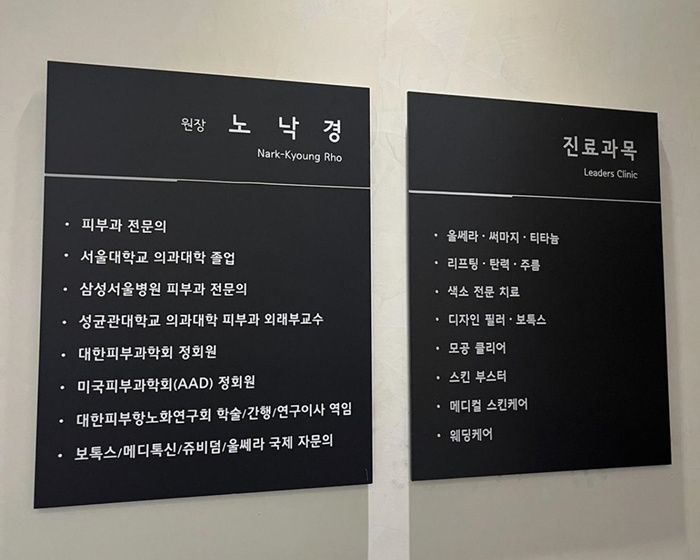 원장 노낙경
Nark-Kyoung Rho
• 피부과 전문의
• 서울대학교 의과대학 졸업
• 삼성서울병원 피부과 전문의
• 성균관대학교 의과대학 피부과 외래부교수
• 대한피부과학회 정회원
• 미국피부과학회(AAD) 정회원
• 대한피부항노화연구회 학술/간행/연구이사 역임
• 보톡스/메디톡신/쥬비덤/울쎄라 국제 자문의
진료과목
Leaders Clinic
• 울쎄라 · 써마지 · 티타늄
• 리프팅 · 탄력 · 주름
• 색소 전문 치료
• 디자인 필러 · 보톡스
• 모공 클리어
• 스킨 부스터
• 메디컬 스킨케어
• 웨딩케어